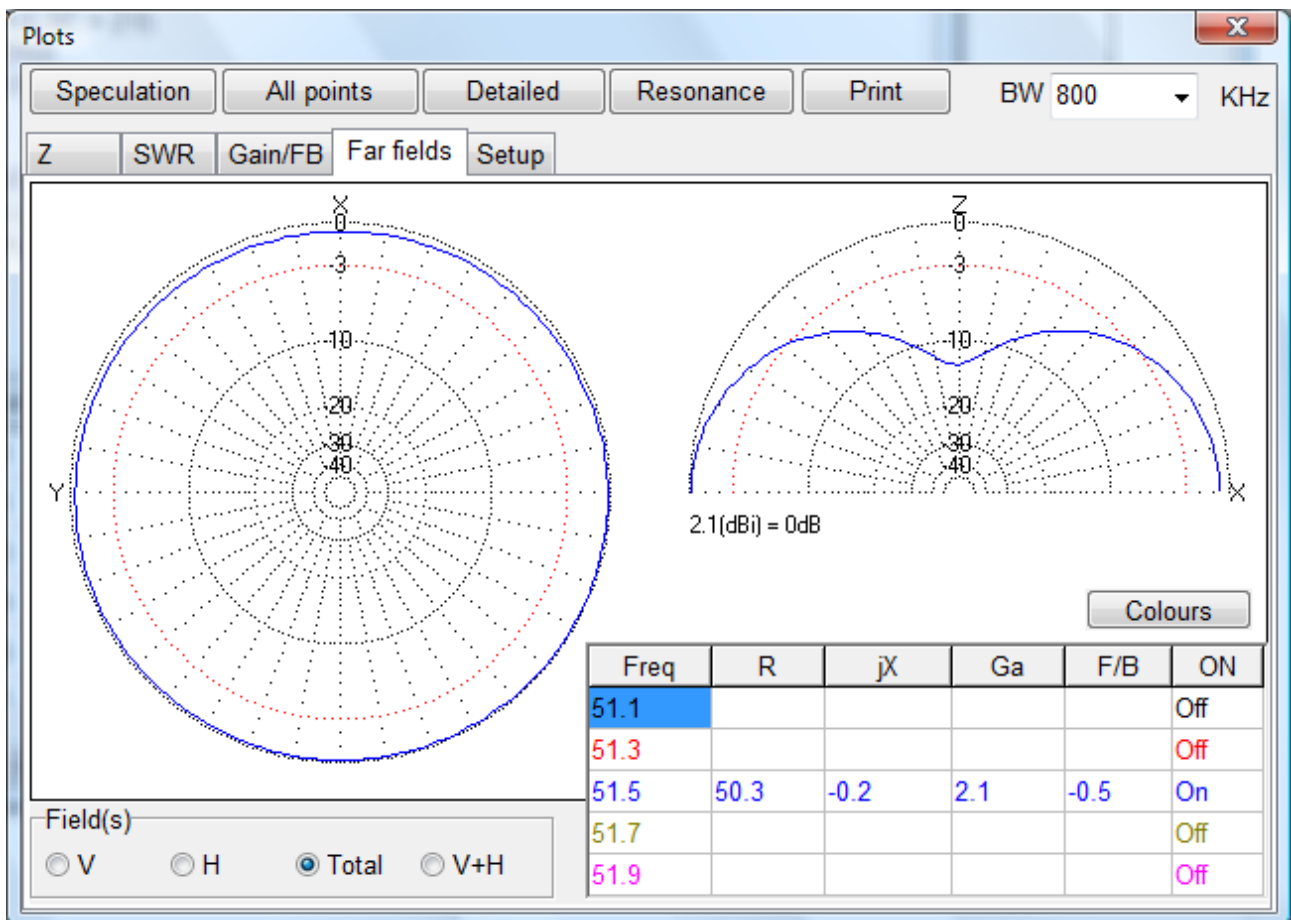 Plots
Speculation All points Detailed Resonance Print BW 800 KHz
Z SWR Gain/FB Far fields Setup
X
0
-3
-10
-20
-30
-40
Y
Z
0
-3
-10
-20
-30
-40
X
2.1(dBi) = 0dB
Colours
Freq R jX Ga F/B ON
51.1 Off
51.3 Off
51.5 50.3 -0.2 2.1 -0.5 On
51.7 Off
51.9 Off
Field(s)
V H Total V+H